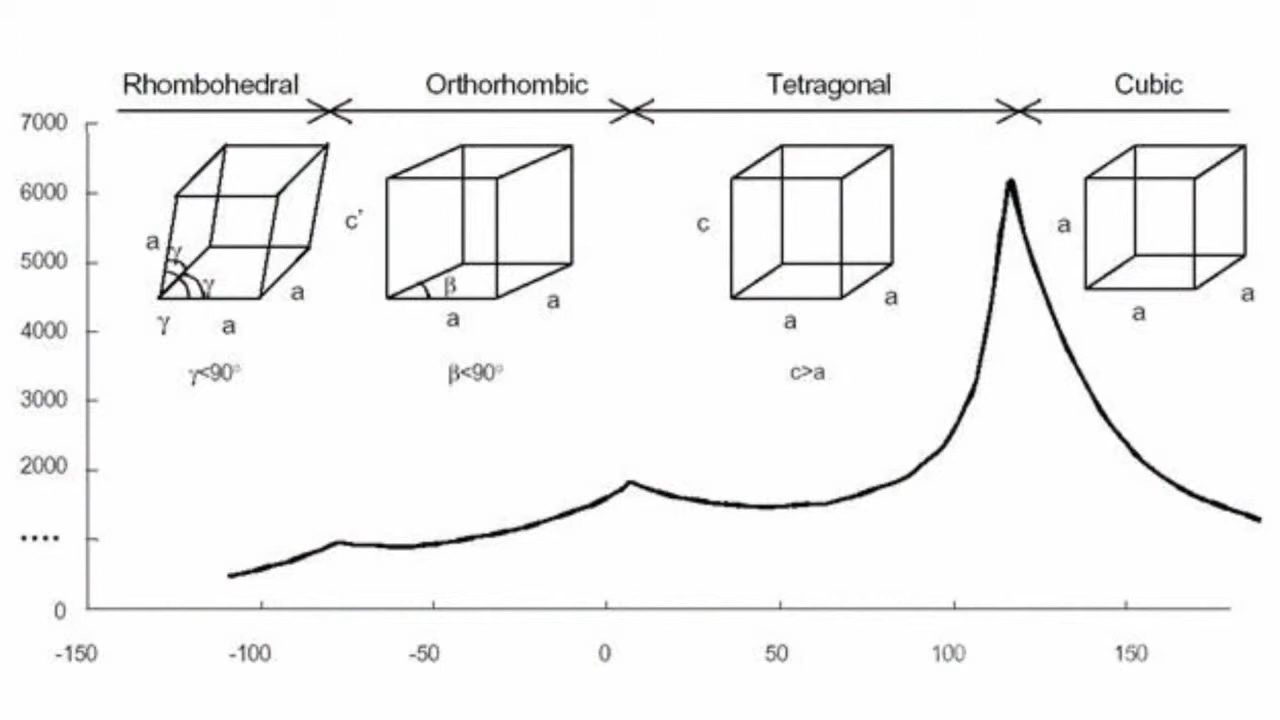 Rhombohedral Orthorhombic Tetragonal Cubic
7000
6000
5000
4000
3000
2000
....
0
a γ γ γ a a
γ<90°
c' β a a
β<90°
c a a
c>a
a a a
-150 -100 -50 0 50 100 150